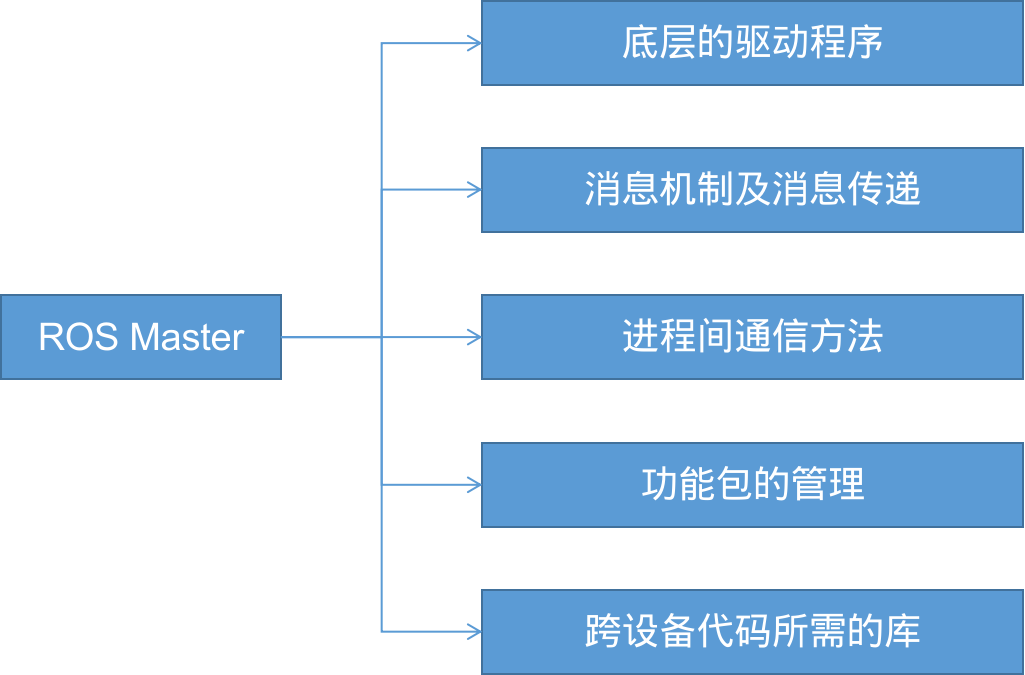 底层的驱动程序
消息机制及消息传递
ROS Master
进程间通信方法
功能包的管理
跨设备代码所需的库